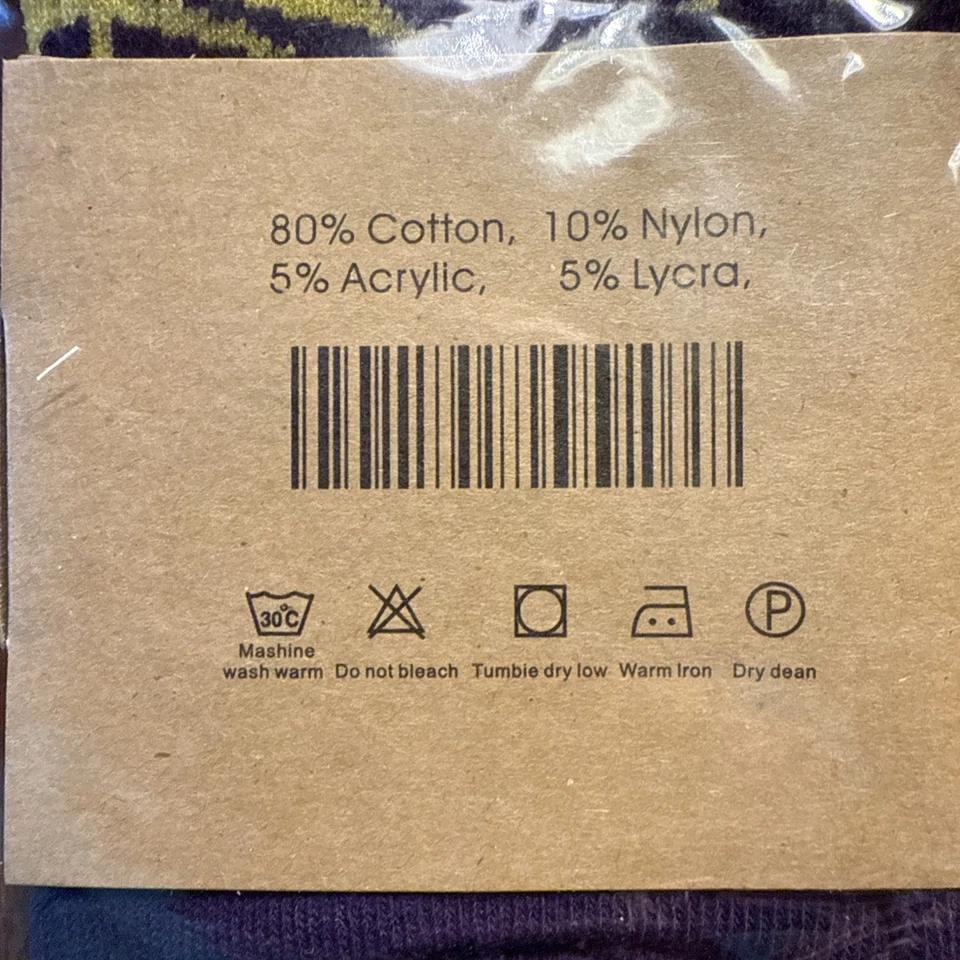 80% Cotton, 10% Nylon,
5% Acrylic, 5% Lycra,
30°C
P
Mashine
wash warm Do not bleach Tumbie dry low Warm Iron Dry dean